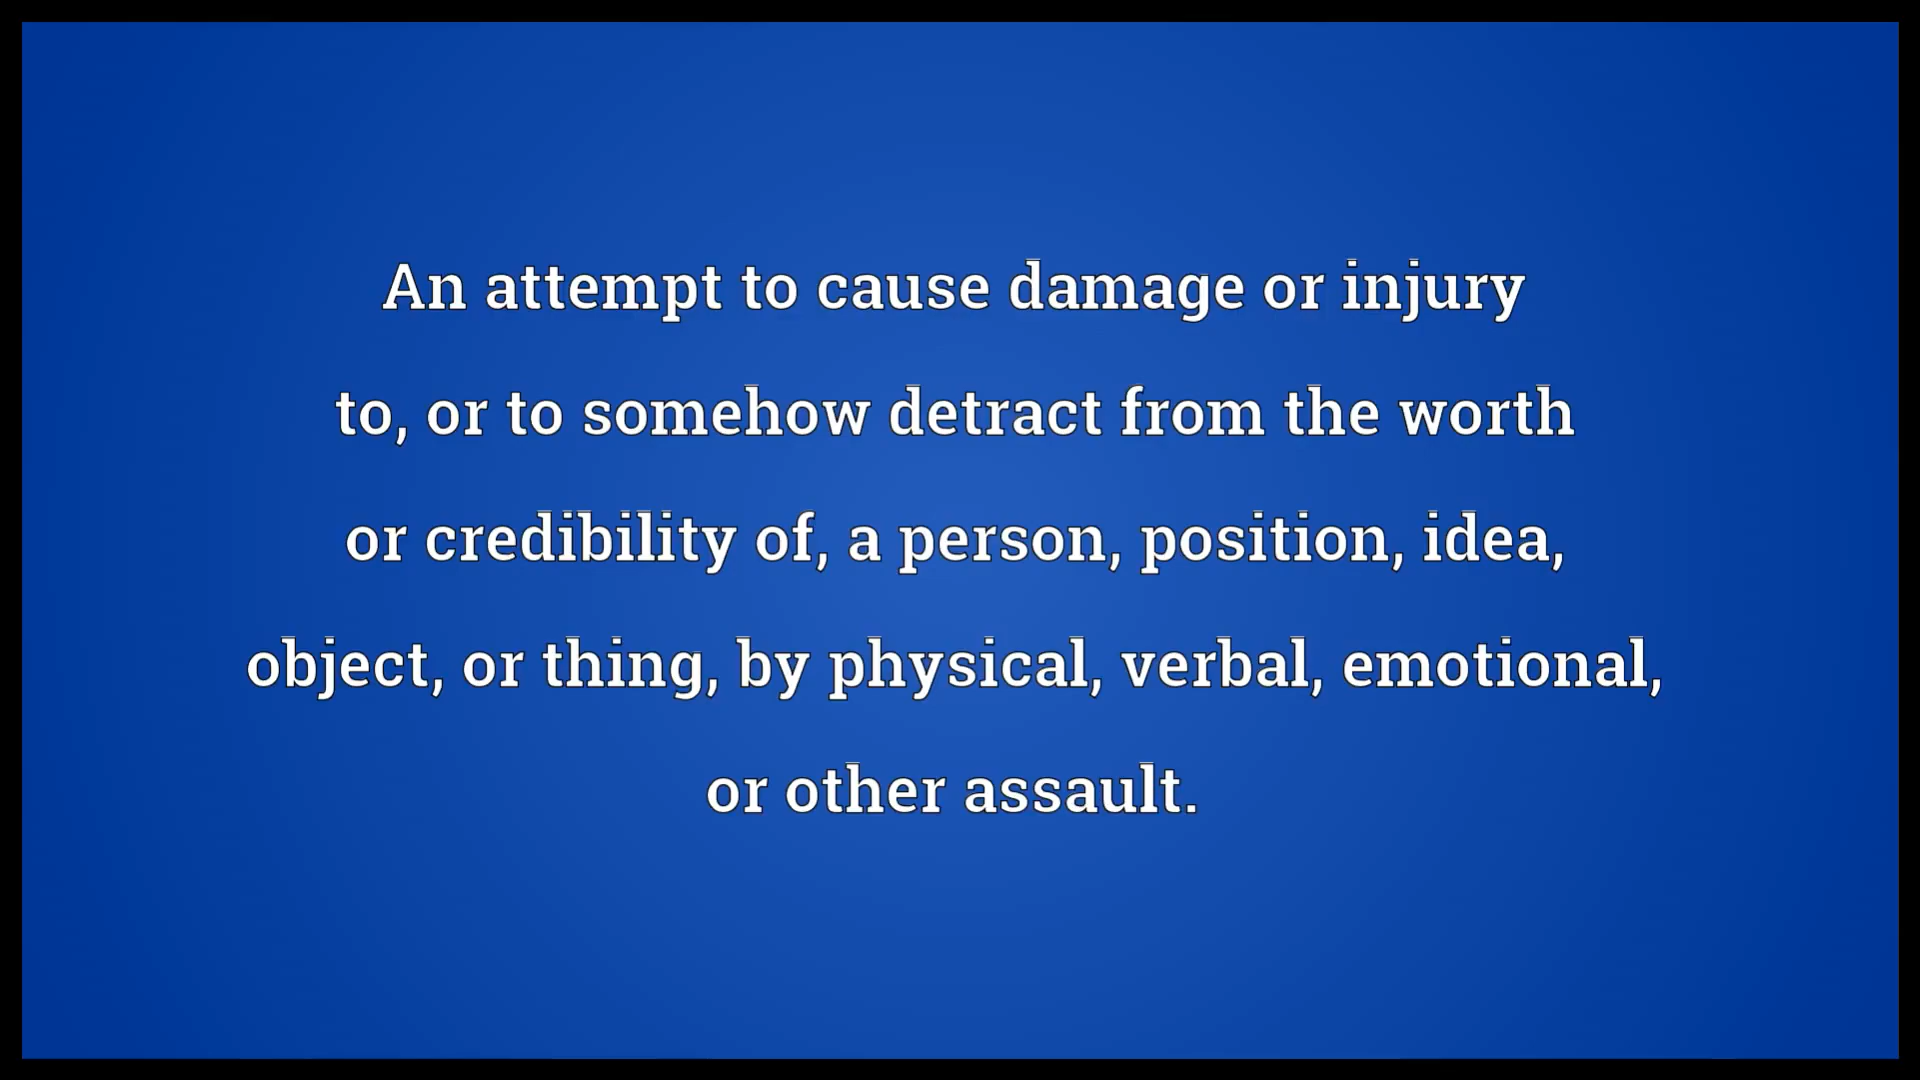 An attempt to cause damage or injury
to, or to somehow detract from the worth
or credibility of, a person, position, idea,
object, or thing, by physical, verbal, emotional,
or other assault.